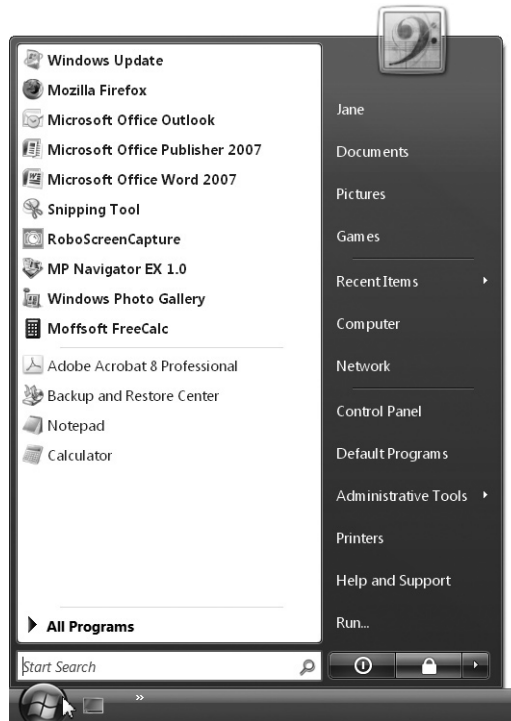 Windows Update
Mozilla Firefox
Microsoft Office Outlook
Microsoft Office Publisher 2007
Microsoft Office Word 2007
Snipping Tool
RoboScreenCapture
MP Navigator EX 1.0
Windows Photo Gallery
Moffsoft FreeCalc
Adobe Acrobat 8 Professional
Backup and Restore Center
Notepad
Calculator
All Programs
Start Search
Jane
Documents
Pictures
Games
Recent Items
Computer
Network
Control Panel
Default Programs
Administrative Tools
Printers
Help and Support
Run...